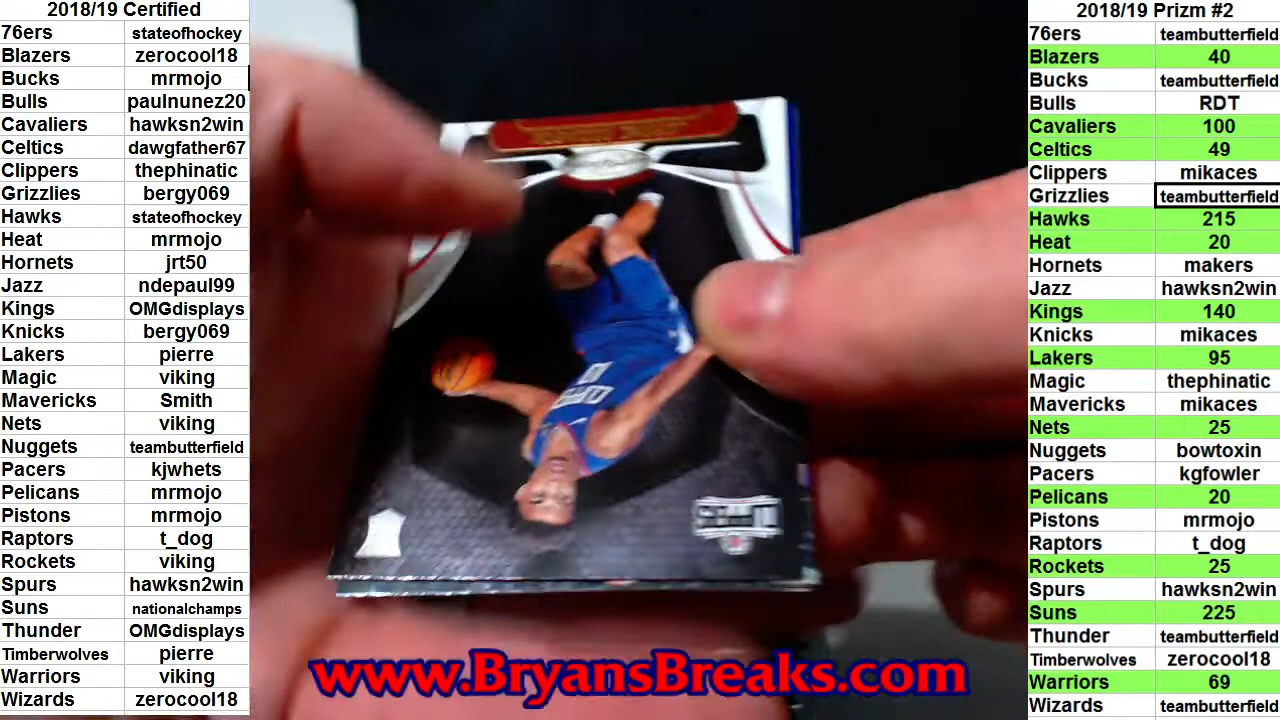 2018/19 Certified
76ers stateofhockey
Blazers zerocool18
Bucks mrmojo
Bulls paulnunez20
Cavaliers hawksn2win
Celtics dawgfather67
Clippers thephinatic
Grizzlies bergy069
Hawks stateofhockey
Heat mrmojo
Hornets jrt50
Jazz ndepaul99
Kings OMGdisplays
Knicks bergy069
Lakers pierre
Magic viking
Mavericks Smith
Nets viking
Nuggets teambutterfield
Pacers kjwhets
Pelicans mrmojo
Pistons mrmojo
Raptors t_dog
Rockets viking
Spurs hawksn2win
Suns nationalchamps
Thunder OMGdisplays
Timberwolves pierre
Warriors viking
Wizards zerocool18
www.BryansBreaks.com
2018/19 Prizm #2
76ers teambutterfield
Blazers 40
Bucks teambutterfield
Bulls RDT
Cavaliers 100
Celtics 49
Clippers mikaces
Grizzlies teambutterfield
Hawks 215
Heat 20
Hornets makers
Jazz hawksn2win
Kings 140
Knicks mikaces
Lakers 95
Magic thephinatic
Mavericks mikaces
Nets 25
Nuggets bowtoxin
Pacers kgfowler
Pelicans 20
Pistons mrmojo
Raptors t_dog
Rockets 25
Spurs hawksn2win
Suns 225
Thunder teambutterfield
Timberwolves zerocool18
Warriors 69
Wizards teambutterfield